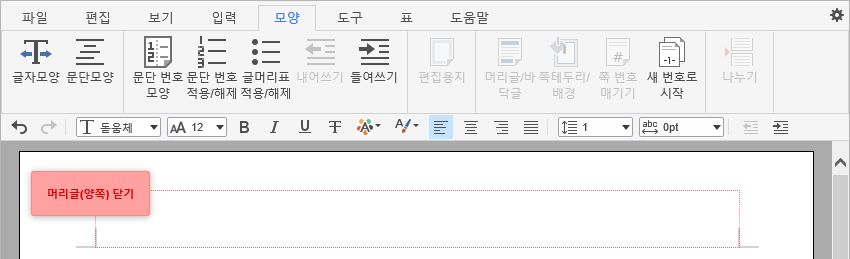 파일 편집 보기 입력 모양 도구 표 도움말
글자모양 문단모양 문단 번호 모양 문단 번호 적용/해제 글머리표 적용/해제 내어쓰기 들여쓰기 편집용지 머리글/바닥글 쪽테두리/배경 쪽 번호 매기기 새 번호로 시작 나누기
돋움체 12 B I U T 1 abc 0pt
머리글(양쪽) 닫기